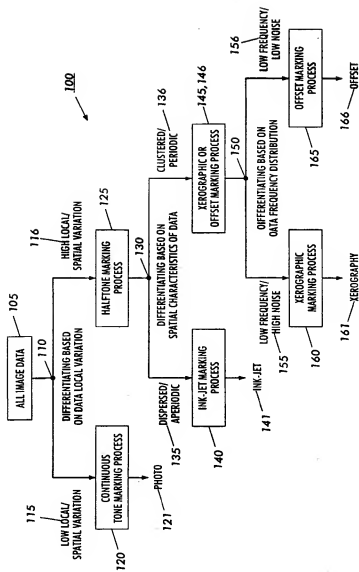 100
105
ALL IMAGE DATA
110
DIFFERENTIATING BASED
ON DATA LOCAL VARIATION
115
LOW LOCAL/
SPATIAL VARIATION
116
HIGH LOCAL/
SPATIAL VARIATION
CONTINUOUS
TONE MARKING PROCESS
120
PHOTO
121
125
HALFTONE MARKING
PROCESS
130
DIFFERENTIATING BASED ON
SPATIAL CHARACTERISTICS OF DATA
DISPERSED/
APERIODIC
135
CLUSTERED/
PERIODIC
136
INK-JET MARKING
PROCESS
140
INK-JET
141
XEROGRAPHIC OR
OFFSET MARKING PROCESS
145,146
150
DIFFERENTIATING BASED ON
DATA FREQUENCY DISTRIBUTION
LOW FREQUENCY/
HIGH NOISE
155
156
LOW FREQUENCY/
LOW NOISE
XEROGRAPHIC
MARKING PROCESS
160
XEROGRAPHY
161
OFFSET MARKING
PROCESS
165
OFFSET
166